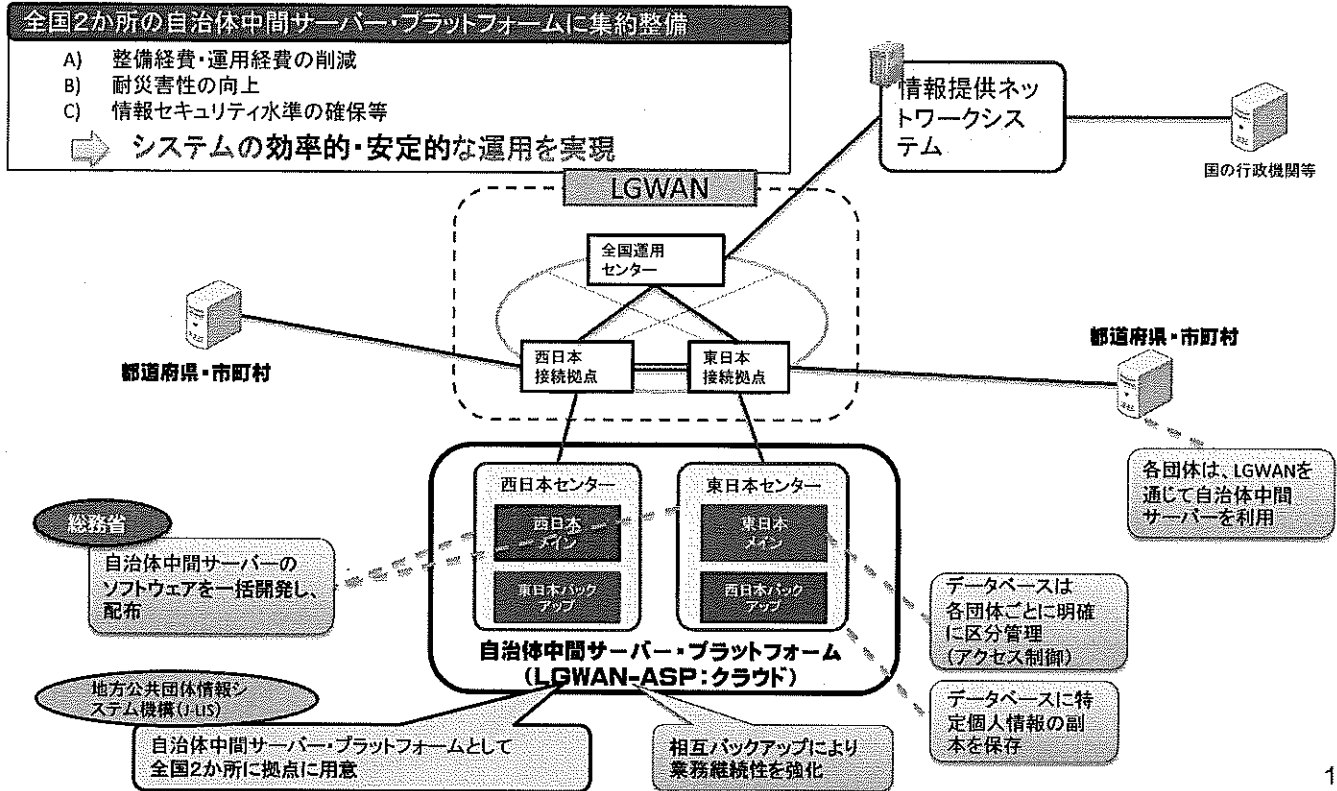 全国2か所の自治体中間サーバー・プラットフォームに集約整備
A) 整備経費・運用経費の削減
B) 耐災害性の向上
C) 情報セキュリティ水準の確保等
システムの効率的・安定的な運用を実現
情報提供ネッ
トワークシス
テム
国の行政機関等
LGWAN
全国運用
センター
西日本
接続拠点
東日本
接続拠点
都道府県・市町村
都道府県・市町村
各団体は、LGWANを
通じて自治体中間
サーバーを利用
西日本センター
西日本
メイン
東日本バック
アップ
東日本センター
東日本
メイン
西日本バック
アップ
自治体中間サーバー・プラットフォーム
(LGWAN-ASP:クラウド)
総務省
自治体中間サーバーの
ソフトウェアを一括開発し、
配布
地方公共団体情報シ
ステム機構(J-LIS)
自治体中間サーバー・プラットフォームとして
全国2か所に拠点に用意
相互バックアップにより
業務継続性を強化
データベースは
各団体ごとに明確
に区分管理
(アクセス制御)
データベースに特
定個人情報の副
本を保存
1